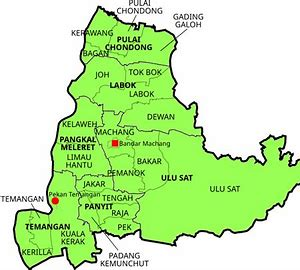 PULAI
CHONDONG
KERAWANG
GADING
GALOH
PULAI
CHONDONG
BAGAN
JOH
TOK BOK
LABOK
LABOK
DEWAN
KELAWEH
MACHANG
PANGKAL
MELERET
Bandar Machang
LIMAU
HANTU
BAKAR
PEMANOK
ULU SAT
ULU SAT
JAKAR
Pekan Temangan
TEMANGAN
TENGAH
PANYIT
RAJA
TEMANGAN
PEK
KUALA
KERAK
KERILLA
PADANG
KEMUNCHUT